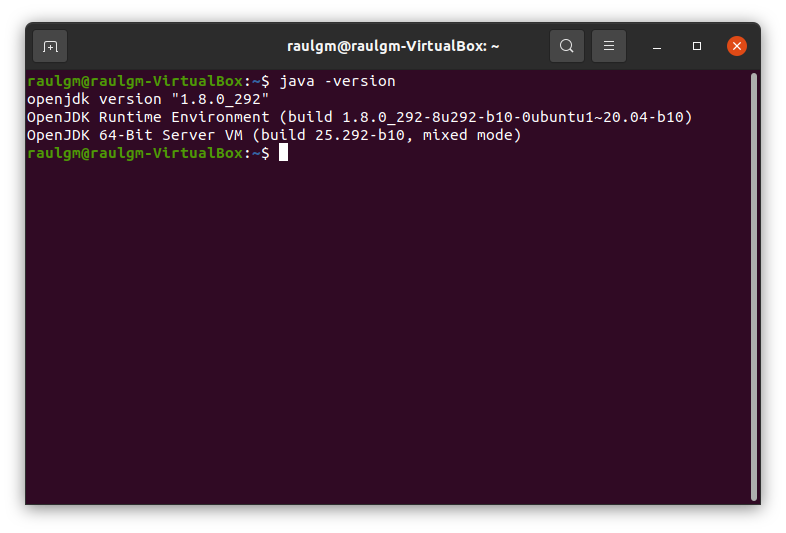 raulgm@raulgm-VirtualBox: ~
raulgm@raulgm-VirtualBox:~$ java -version
openjdk version "1.8.0_292"
OpenJDK Runtime Environment (build 1.8.0_292-8u292-b10-0ubuntu1~20.04-b10)
OpenJDK 64-Bit Server VM (build 25.292-b10, mixed mode)
raulgm@raulgm-VirtualBox:~$